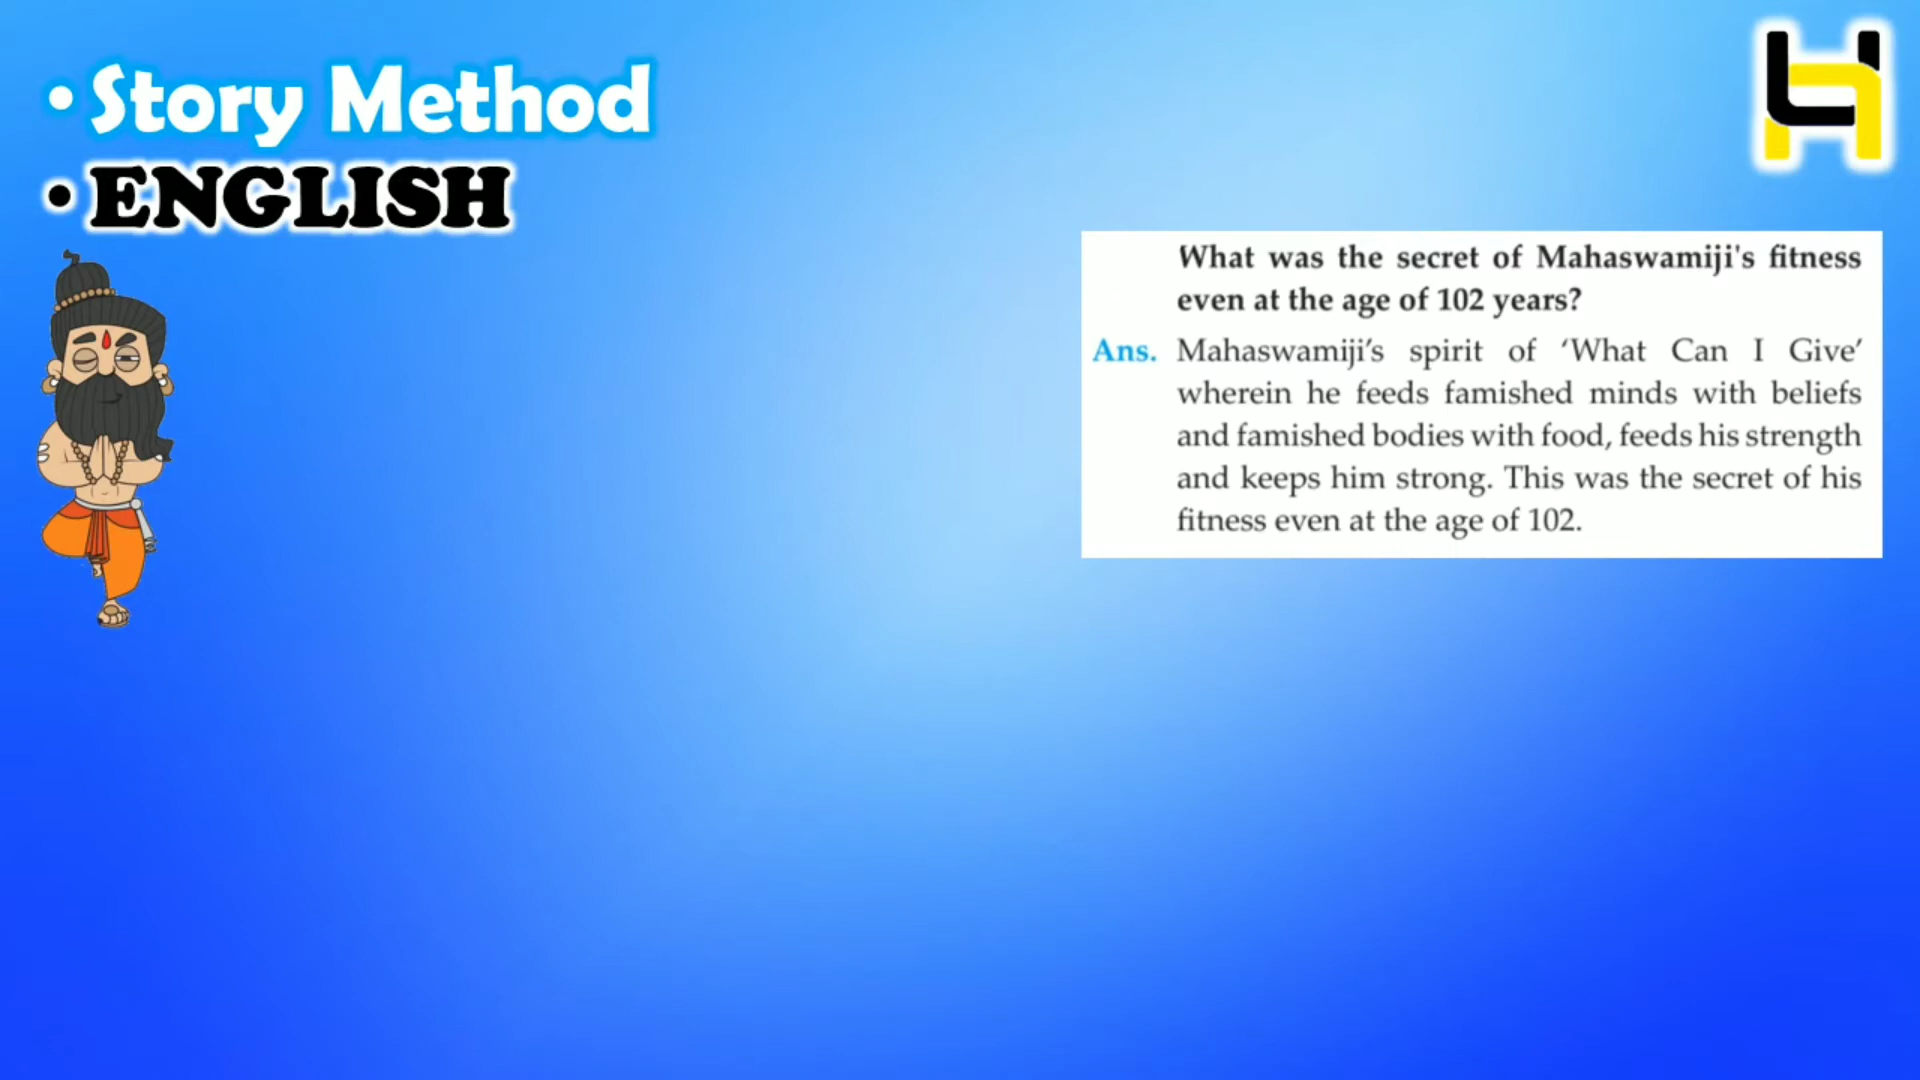 • Story Method
• ENGLISH
What was the secret of Mahaswamiji's fitness
even at the age of 102 years?
Ans. Mahaswamiji’s spirit of ‘What Can I Give’
wherein he feeds famished minds with beliefs
and famished bodies with food, feeds his strength
and keeps him strong. This was the secret of his
fitness even at the age of 102.